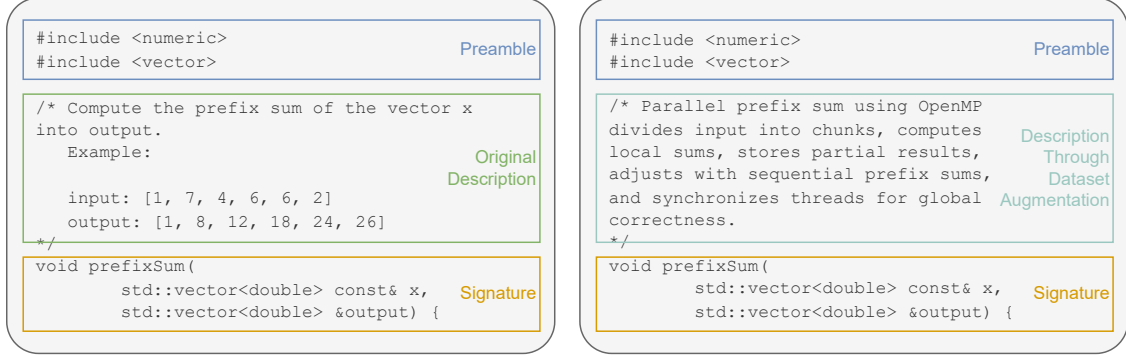 #include <numeric>
#include <vector>
Preamble
/* Compute the prefix sum of the vector x
into output.
Example:
input: [1, 7, 4, 6, 6, 2]
output: [1, 8, 12, 18, 24, 26]
*/
Original
Description
void prefixSum(
std::vector<double> const& x,
std::vector<double> &output) {
Signature
#include <numeric>
#include <vector>
Preamble
/* Parallel prefix sum using OpenMP
divides input into chunks, computes
local sums, stores partial results,
adjusts with sequential prefix sums,
and synchronizes threads for global
correctness.
*/
Description
Through
Dataset
Augmentation
void prefixSum(
std::vector<double> const& x,
std::vector<double> &output) {
Signature